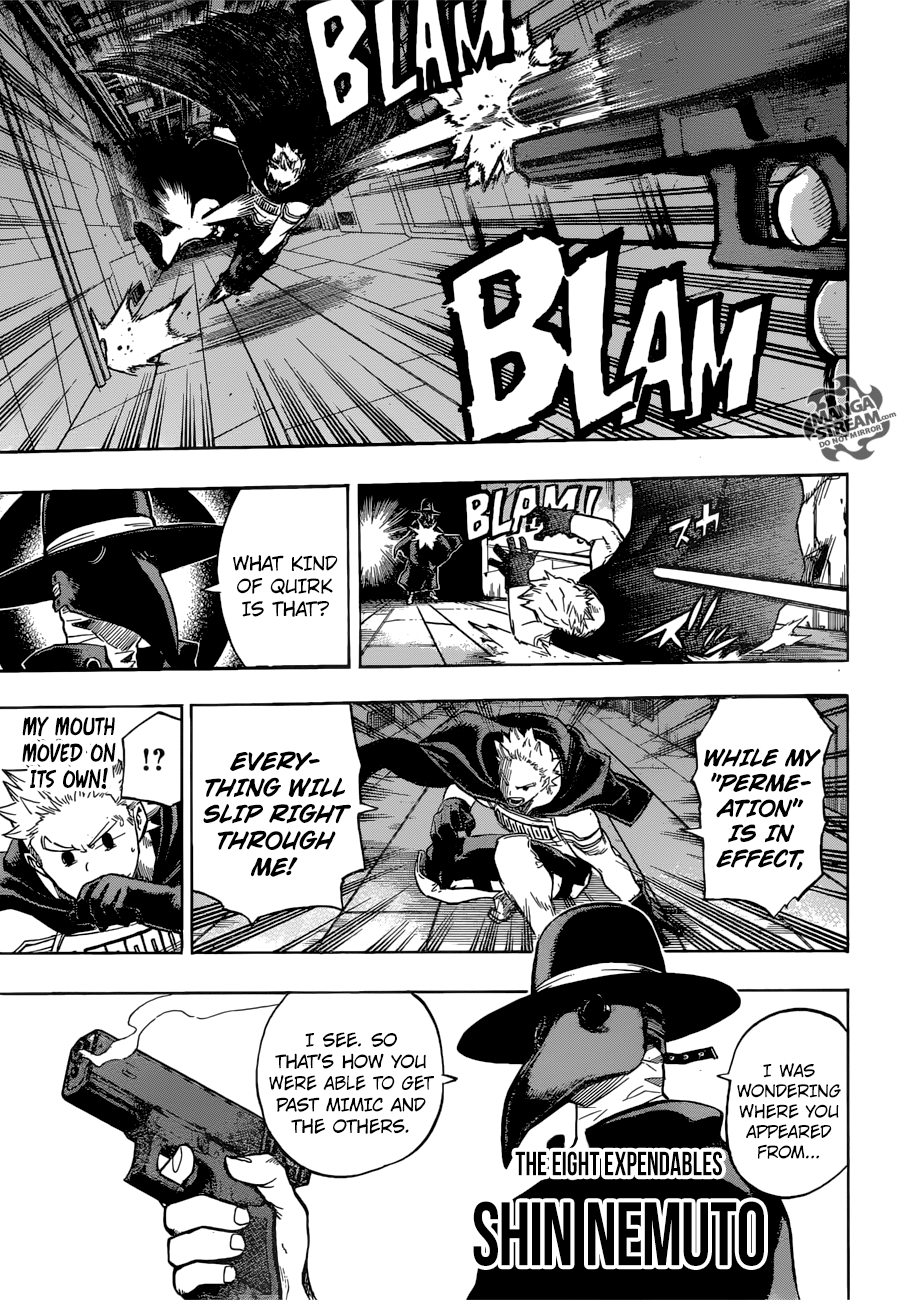 BLAM
BLAM
MANGA
STREAM.com
DO NOT MIRROR
BLAM!
スカ
WHAT KIND
OF QUIRK
IS THAT?
WHILE MY
"PERME-
ATION"
IS IN
EFFECT,
EVERY-
THING WILL
SLIP RIGHT
THROUGH
ME!
!?
MY MOUTH
MOVED ON
ITS OWN!
I WAS
WONDERING
WHERE YOU
APPEARED
FROM...
I SEE. SO
THAT'S HOW YOU
WERE ABLE TO GET
PAST MIMIC AND
THE OTHERS.
THE EIGHT EXPENDABLES
SHIN NEMUTO